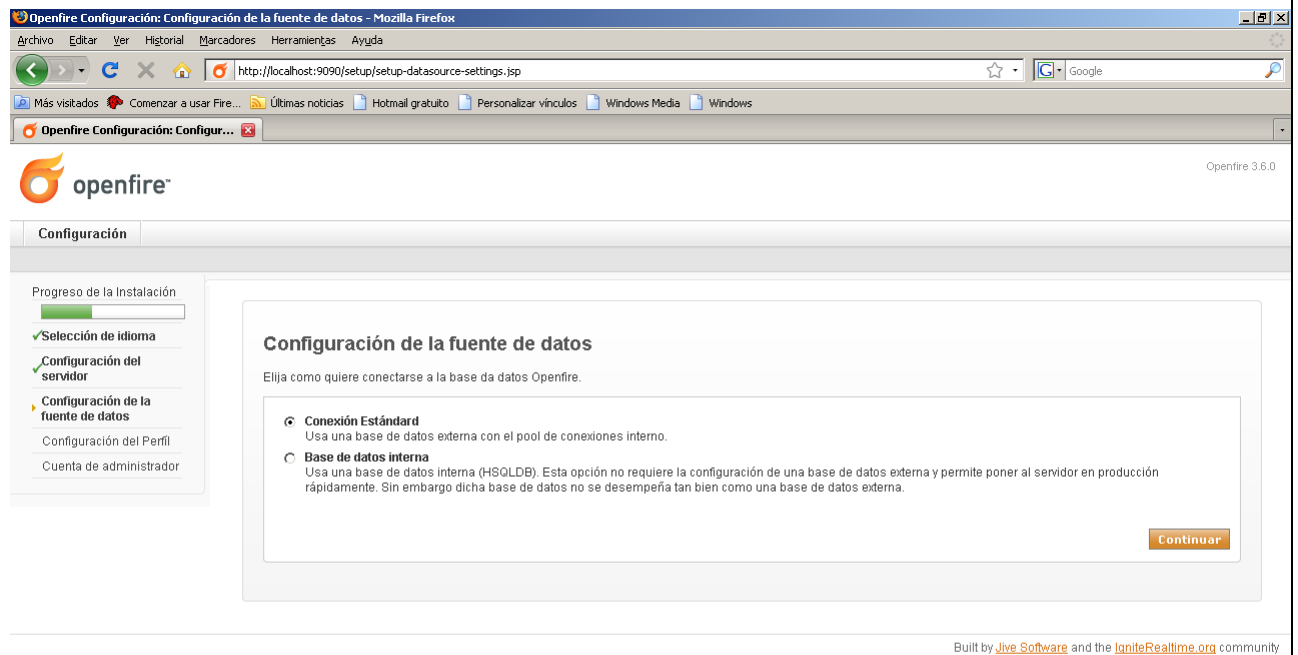 Openfire Configuración: Configuración de la fuente de datos - Mozilla Firefox
Archivo Editar Ver Historial Marcadores Herramientas Ayuda
http://localhost:9090/setup/setup-datasource-settings.jsp
G Google
Más visitados Comenzar a usar Fire... Últimas noticias Hotmail gratuito Personalizar vínculos Windows Media Windows
Openfire Configuración: Configur...
openfire™
Openfire 3.6.0
Configuración
Progreso de la Instalación
Selección de idioma
Configuración del
servidor
Configuración de la
fuente de datos
Configuración del Perfíl
Cuenta de administrador
Configuración de la fuente de datos
Elija como quiere conectarse a la base da datos Openfire.
Conexión Estándard
Usa una base de datos externa con el pool de conexiones interno.
Base de datos interna
Usa una base de datos interna (HSQLDB). Esta opción no requiere la configuración de una base de datos externa y permite poner al servidor en producción
rápidamente. Sin embargo dicha base de datos no se desempeña tan bien como una base de datos externa.
Continuar
Built by Jive Software and the IgniteRealtime.org community